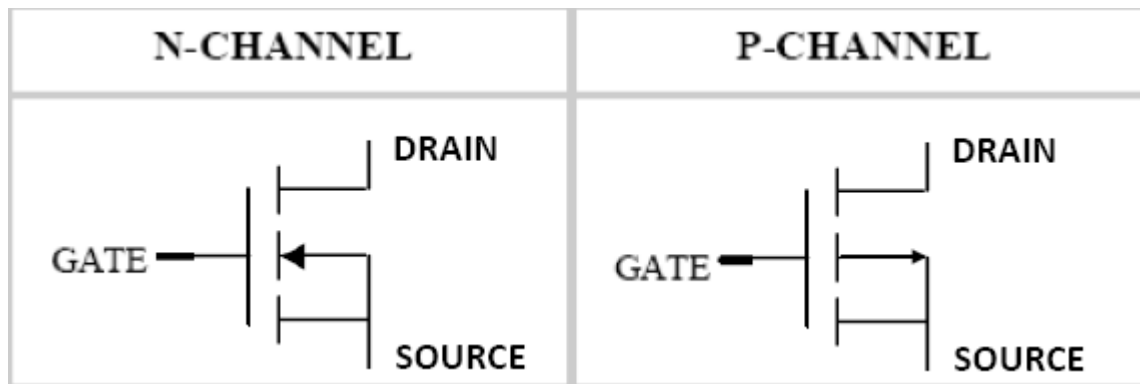 N-CHANNEL
P-CHANNEL
DRAIN
GATE
SOURCE
DRAIN
GATE
SOURCE